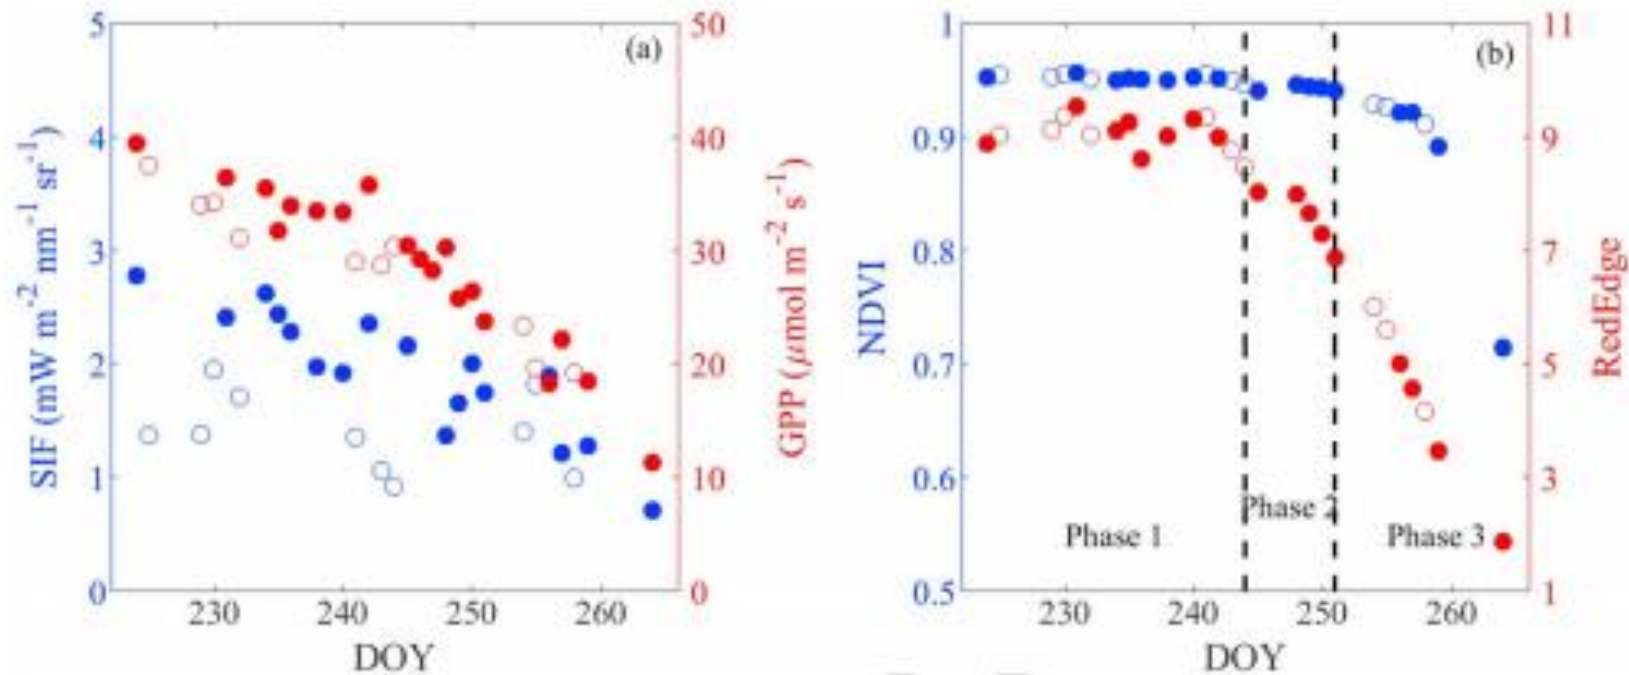 5
4
3
2
1
0
SIF (mW m-2 nm-1 sr-1)
(a)
50
40
30
20
10
0
GPP (μmol m-2 s-1)
230 240 250 260
DOY
1
0.9
0.8
0.7
0.6
0.5
NDVI
(b)
Phase 1
Phase 2
Phase 3
11
9
7
5
3
1
RedEdge
230 240 250 260
DOY